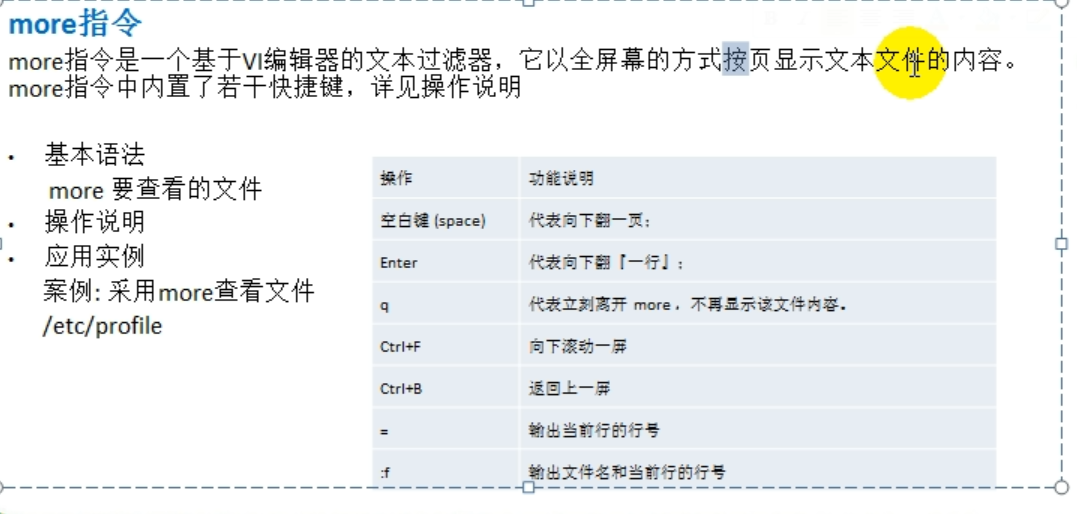 more指令
more指令是一个基于VI编辑器的文本过滤器，它以全屏幕的方式按页显示文本文件的内容。
more指令中内置了若干快捷键，详见操作说明
• 基本语法
more 要查看的文件
• 操作说明
• 应用实例
案例: 采用more查看文件
/etc/profile
操作 功能说明
空白键 (space) 代表向下翻一页；
Enter 代表向下翻『一行』；
q 代表立刻离开 more ，不再显示该文件内容。
Ctrl+F 向下滚动一屏
Ctrl+B 返回上一屏
= 输出当前行的行号
:f 输出文件名和当前行的行号